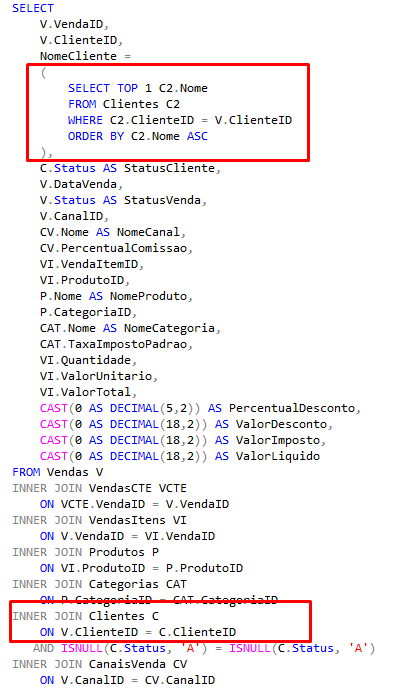 SELECT
V.VendaID,
V.ClienteID,
NomeCliente =
(
SELECT TOP 1 C2.Nome
FROM Clientes C2
WHERE C2.ClienteID = V.ClienteID
ORDER BY C2.Nome ASC
),
C.Status AS StatusCliente,
V.DataVenda,
V.Status AS StatusVenda,
V.CanalID,
CV.Nome AS NomeCanal,
CV.PercentualComissao,
VI.VendaItemID,
VI.ProdutoID,
P.Nome AS NomeProduto,
P.CategoriaID,
CAT.Nome AS NomeCategoria,
CAT.TaxaImpostoPadrao,
VI.Quantidade,
VI.ValorUnitario,
VI.ValorTotal,
CAST(0 AS DECIMAL(5,2)) AS PercentualDesconto,
CAST(0 AS DECIMAL(18,2)) AS ValorDesconto,
CAST(0 AS DECIMAL(18,2)) AS ValorImposto,
CAST(0 AS DECIMAL(18,2)) AS ValorLiquido
FROM Vendas V
INNER JOIN VendasCTE VCTE
ON VCTE.VendaID = V.VendaID
INNER JOIN VendasItens VI
ON V.VendaID = VI.VendaID
INNER JOIN Produtos P
ON VI.ProdutoID = P.ProdutoID
INNER JOIN Categorias CAT
ON P.CategoriaID = CAT.CategoriaID
INNER JOIN Clientes C
ON V.ClienteID = C.ClienteID
AND ISNULL(C.Status, 'A') = ISNULL(C.Status, 'A')
INNER JOIN CanaisVenda CV
ON V.CanalID = CV.CanalID